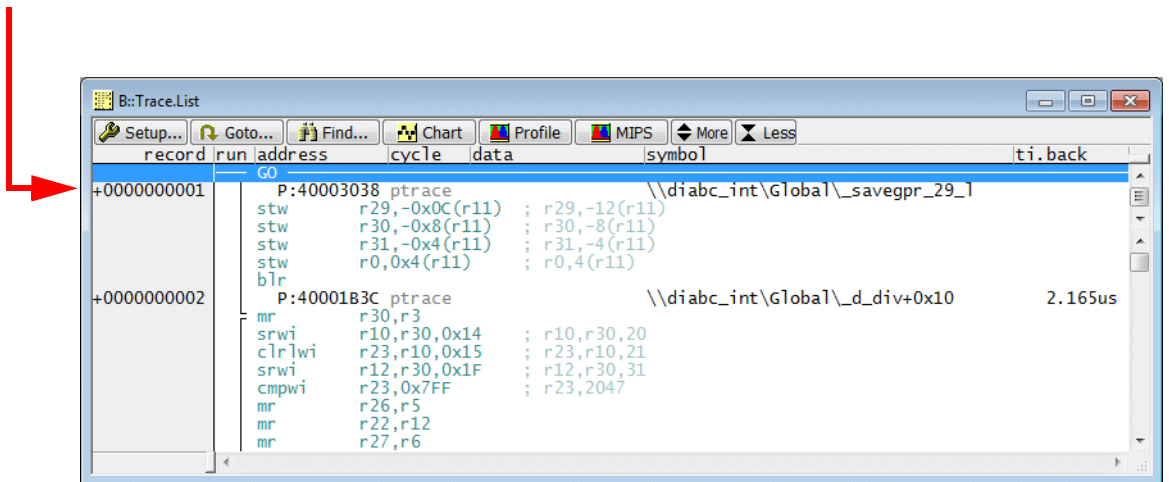 B::Trace.List
Setup... Goto... Find... Chart Profile MIPS More Less
record run address cycle data symbol ti.back
GO
+0000000001 P:40003038 ptrace \\diabc_int\Global\_savegpr_29_l
stw r29,-0x0C(r11) ; r29,-12(r11)
stw r30,-0x8(r11) ; r30,-8(r11)
stw r31,-0x4(r11) ; r31,-4(r11)
stw r0,0x4(r11) ; r0,4(r11)
blr
+0000000002 P:40001B3C ptrace \\diabc_int\Global\_d_div+0x10 2.165us
mr r30,r3
srwi r10,r30,0x14 ; r10,r30,20
clrlwi r23,r10,0x15 ; r23,r10,21
srwi r12,r30,0x1F ; r12,r30,31
cmpwi r23,0x7FF ; r23,2047
mr r26,r5
mr r22,r12
mr r27,r6